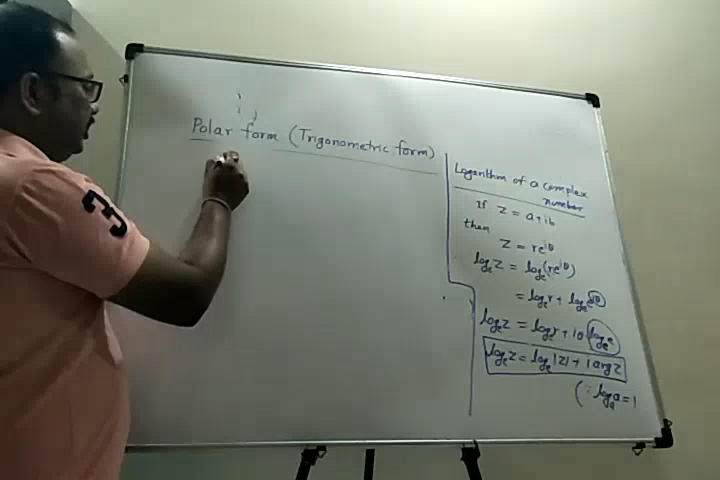 Polar form (Trigonometric form)
Logarithm of a complex
number
If z = a+ib
then
z = re^iθ
log_e z = log_e(re^iθ)
= log_e r + log_e e^iθ
log_e z = log_e r + iθ log_e e
log_e z = log_e |z| + i arg z
(∵ log_a a = 1
3